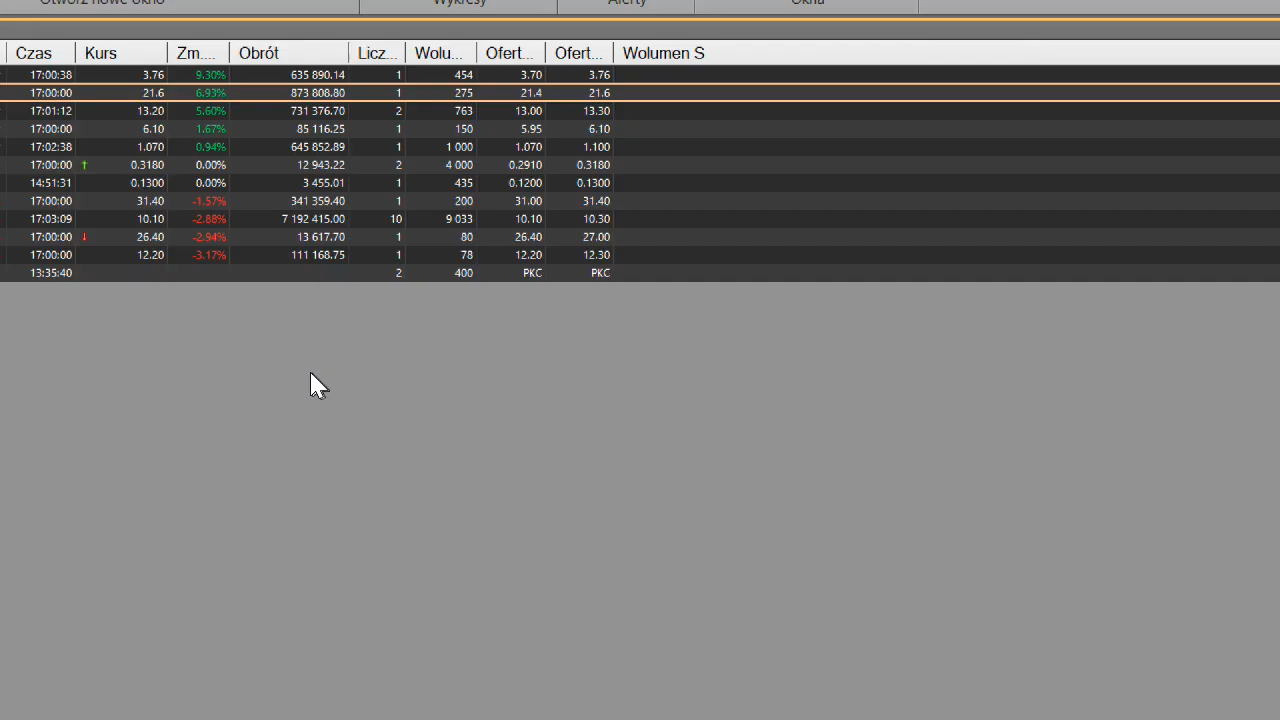 Otwórz nowe okno Wykresy Alerty Okna
Czas Kurs Zm.... Obrót Licz... Wolu... Ofert... Ofert... Wolumen S
17:00:38 3.76 9.30% 635 890.14 1 454 3.70 3.76
17:00:00 21.6 6.93% 873 808.80 1 275 21.4 21.6
17:01:12 13.20 5.60% 731 376.70 2 763 13.00 13.30
17:00:00 6.10 1.67% 85 116.25 1 150 5.95 6.10
17:02:38 1.070 0.94% 645 852.89 1 1 000 1.070 1.100
17:00:00 ↑ 0.3180 0.00% 12 943.22 2 4 000 0.2910 0.3180
14:51:31 0.1300 0.00% 3 455.01 1 435 0.1200 0.1300
17:00:00 31.40 -1.57% 341 359.40 1 200 31.00 31.40
17:03:09 10.10 -2.88% 7 192 415.00 10 9 033 10.10 10.30
17:00:00 ↓ 26.40 -2.94% 13 617.70 1 80 26.40 27.00
17:00:00 12.20 -3.17% 111 168.75 1 78 12.20 12.30
13:35:40 2 400 PKC PKC